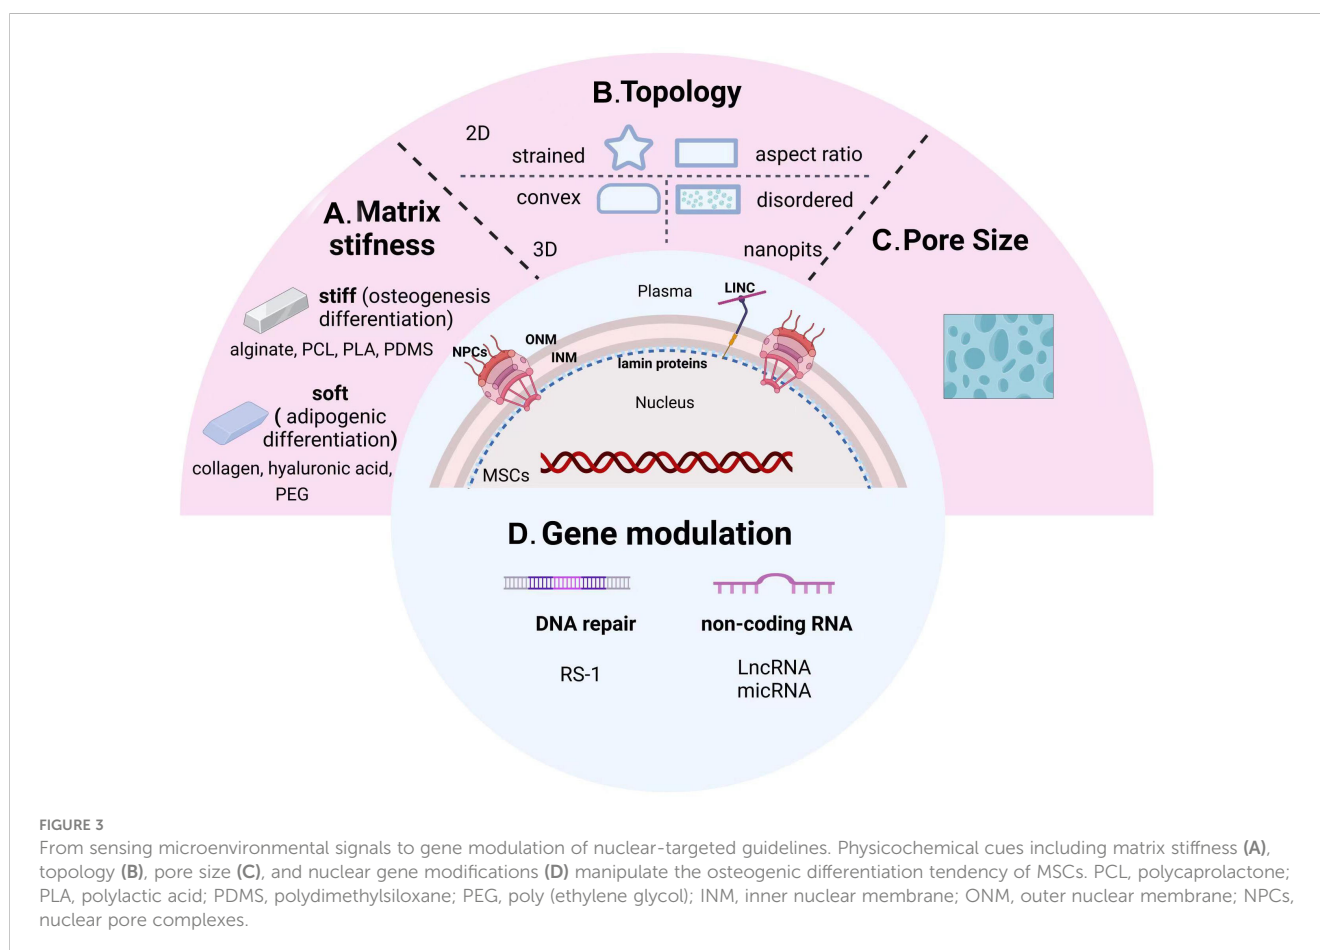 B.Topology
2D
strained
aspect ratio
convex
disordered
3D
nanopits
A. Matrix
stifness
stiff (osteogenesis
differentiation)
alginate, PCL, PLA, PDMS
soft
( adipogenic
differentiation)
collagen, hyaluronic acid,
PEG
C.Pore Size
Plasma
LINC
NPCs
ONM
INM
lamin proteins
Nucleus
MSCs
D. Gene modulation
DNA repair
non-coding RNA
RS-1
LncRNA
micRNA
FIGURE 3
From sensing microenvironmental signals to gene modulation of nuclear-targeted guidelines. Physicochemical cues including matrix stiffness (A),
topology (B), pore size (C), and nuclear gene modifications (D) manipulate the osteogenic differentiation tendency of MSCs. PCL, polycaprolactone;
PLA, polylactic acid; PDMS, polydimethylsiloxane; PEG, poly (ethylene glycol); INM, inner nuclear membrane; ONM, outer nuclear membrane; NPCs,
nuclear pore complexes.